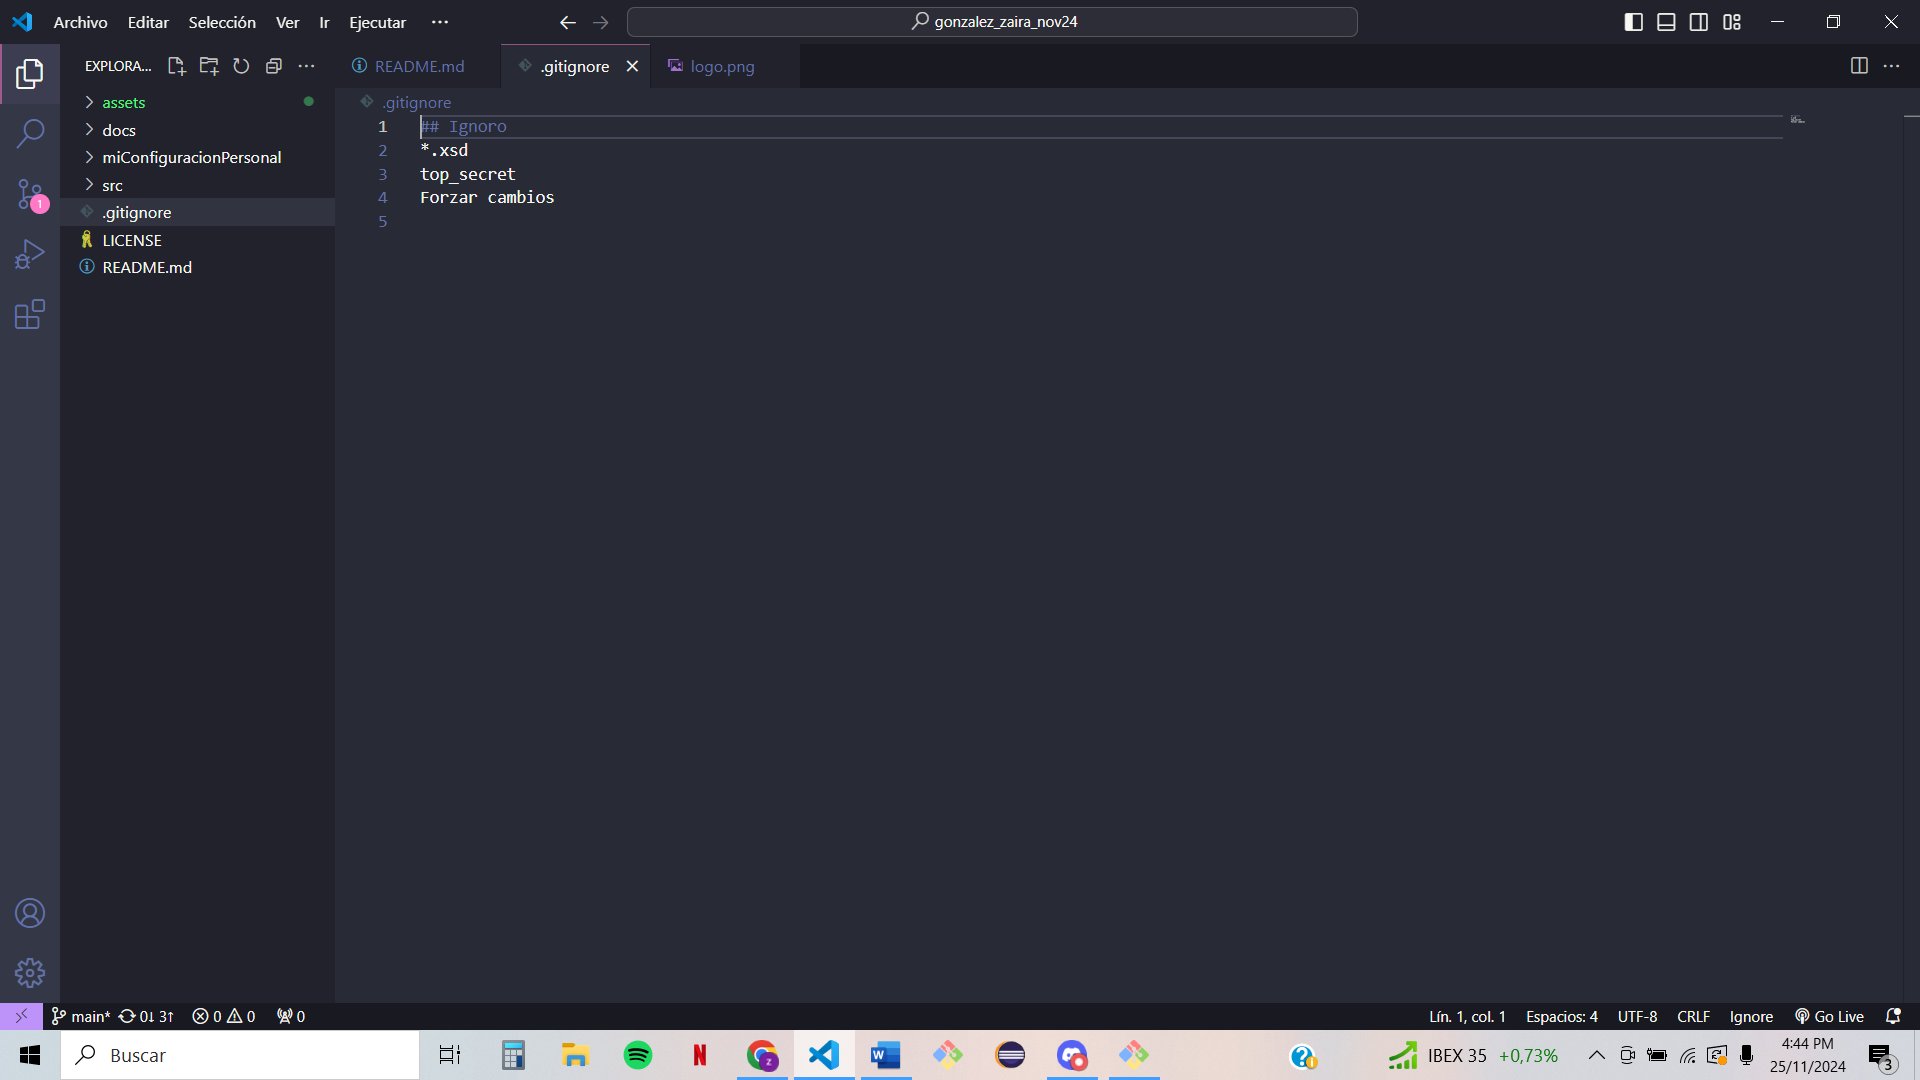 Archivo Editar Selección Ver Ir Ejecutar ···
gonzalez_zaira_nov24
EXPLORA...
README.md
.gitignore
logo.png
assets
docs
miConfiguracionPersonal
src
.gitignore
LICENSE
README.md
.gitignore
1 ## Ignoro
2 *.xsd
3 top_secret
4 Forzar cambios
5
1
main* 0↓ 3↑ 0 0 0
Lín. 1, col. 1 Espacios: 4 UTF-8 CRLF Ignore Go Live
Buscar
IBEX 35 +0,73%
4:44 PM
25/11/2024
3